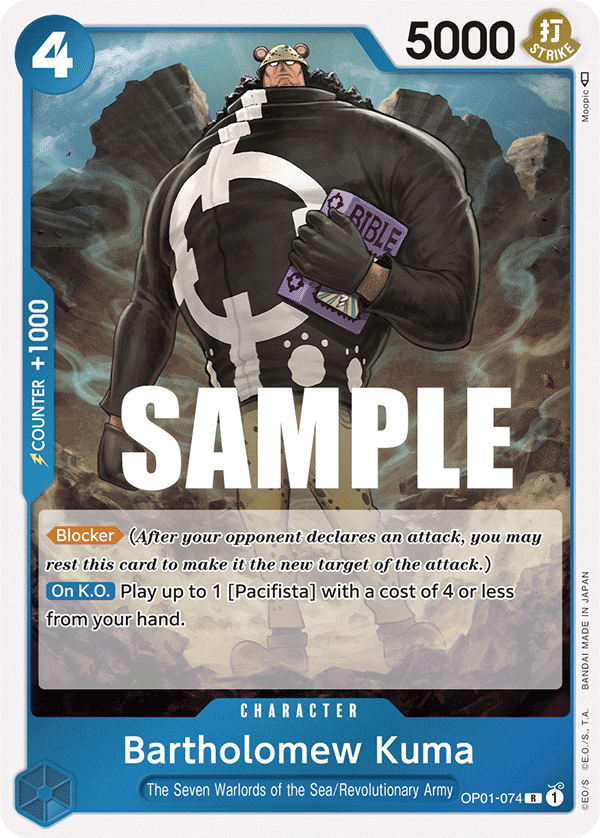 4
5000
打
STRIKE
Moopic
BIBLE
COUNTER +1000
SAMPLE
Blocker (After your opponent declares an attack, you may
rest this card to make it the new target of the attack.)
On K.O. Play up to 1 [Pacifista] with a cost of 4 or less
from your hand.
CHARACTER
Bartholomew Kuma
The Seven Warlords of the Sea/Revolutionary Army
OP01-074 R 1
©EO/S ©E.O./S., T.A. BANDAI MADE IN JAPAN